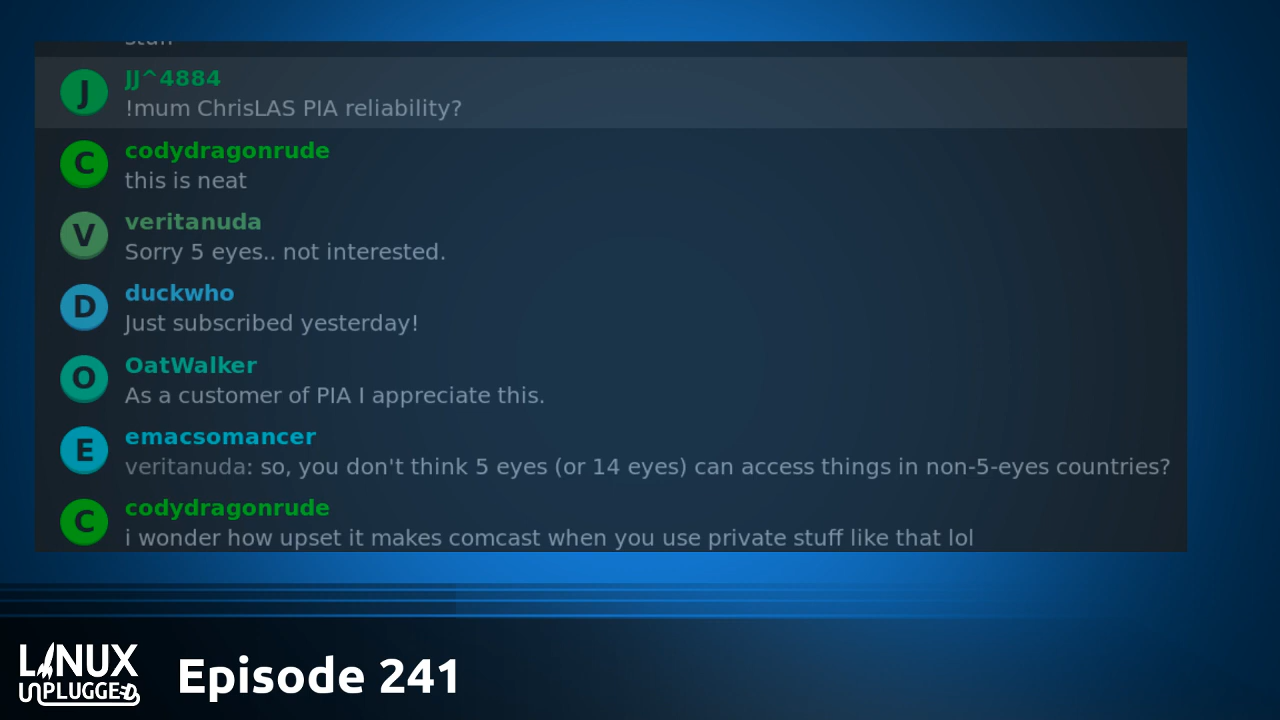 stuff
J
JJ^4884
!mum ChrisLAS PIA reliability?
C
codydragonrude
this is neat
V
veritanuda
Sorry 5 eyes.. not interested.
D
duckwho
Just subscribed yesterday!
O
OatWalker
As a customer of PIA I appreciate this.
E
emacsomancer
veritanuda: so, you don't think 5 eyes (or 14 eyes) can access things in non-5-eyes countries?
C
codydragonrude
i wonder how upset it makes comcast when you use private stuff like that lol
LINUX
UNPLUGGED
Episode 241